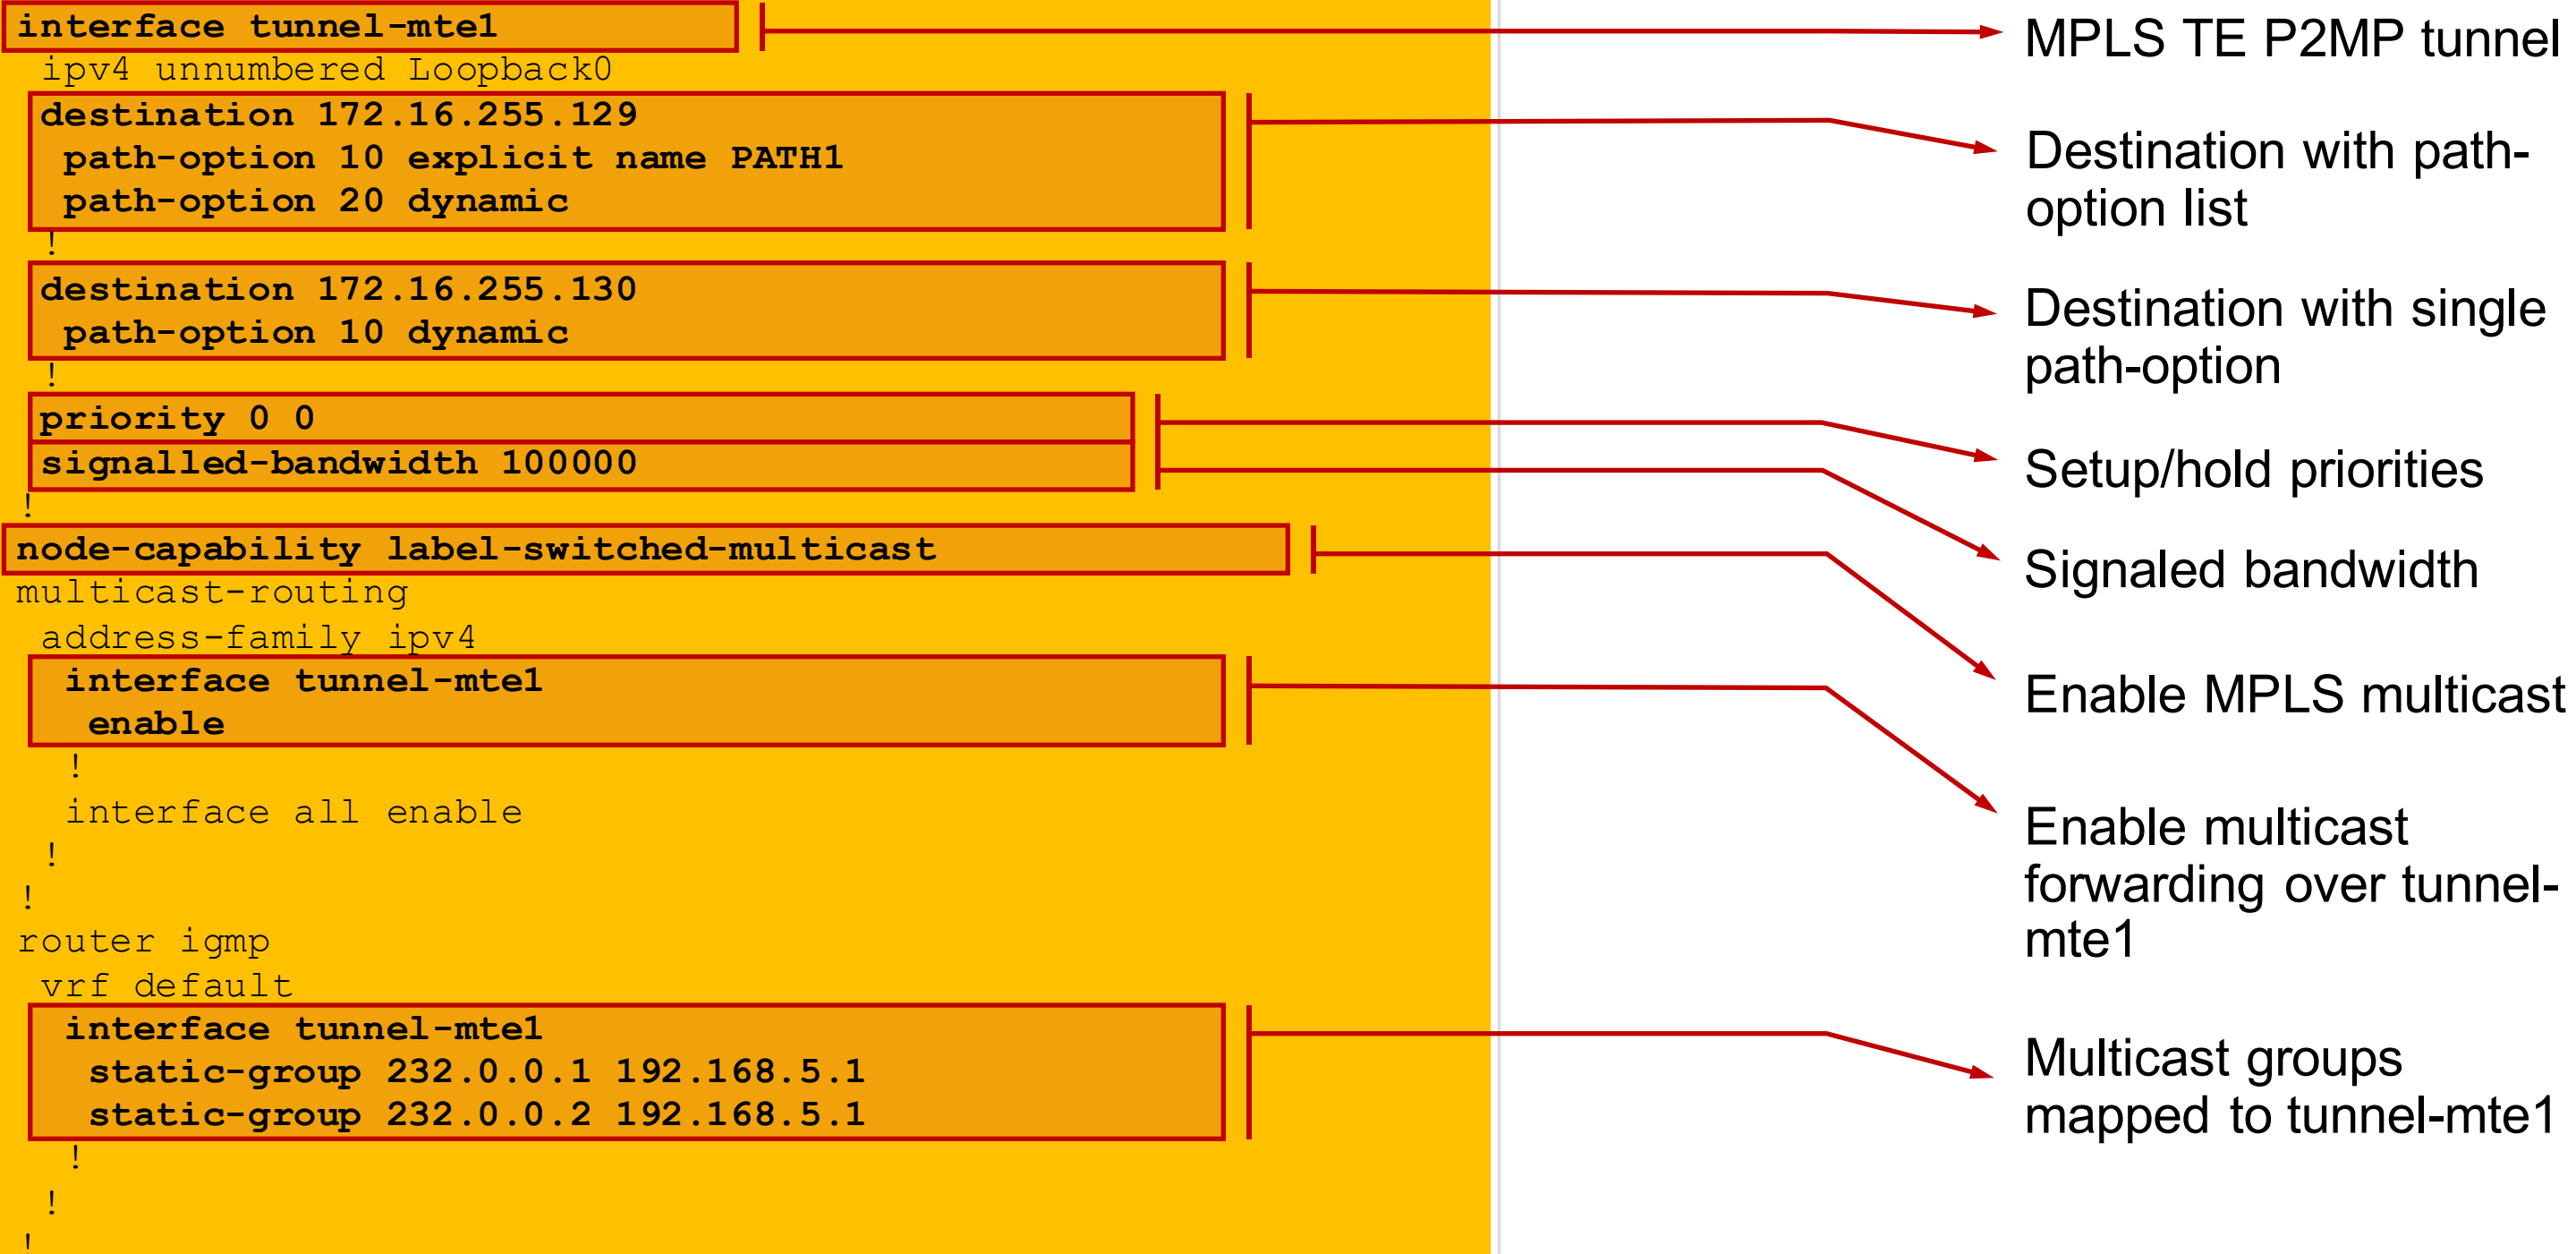 interface tunnel-mte1
ipv4 unnumbered Loopback0
destination 172.16.255.129
path-option 10 explicit name PATH1
path-option 20 dynamic
!
destination 172.16.255.130
path-option 10 dynamic
!
priority 0 0
signalled-bandwidth 100000
!
node-capability label-switched-multicast
multicast-routing
address-family ipv4
interface tunnel-mte1
enable
!
interface all enable
!
!
router igmp
vrf default
interface tunnel-mte1
static-group 232.0.0.1 192.168.5.1
static-group 232.0.0.2 192.168.5.1
!
!
!
MPLS TE P2MP tunnel
Destination with path-
option list
Destination with single
path-option
Setup/hold priorities
Signaled bandwidth
Enable MPLS multicast
Enable multicast
forwarding over tunnel-
mte1
Multicast groups
mapped to tunnel-mte1